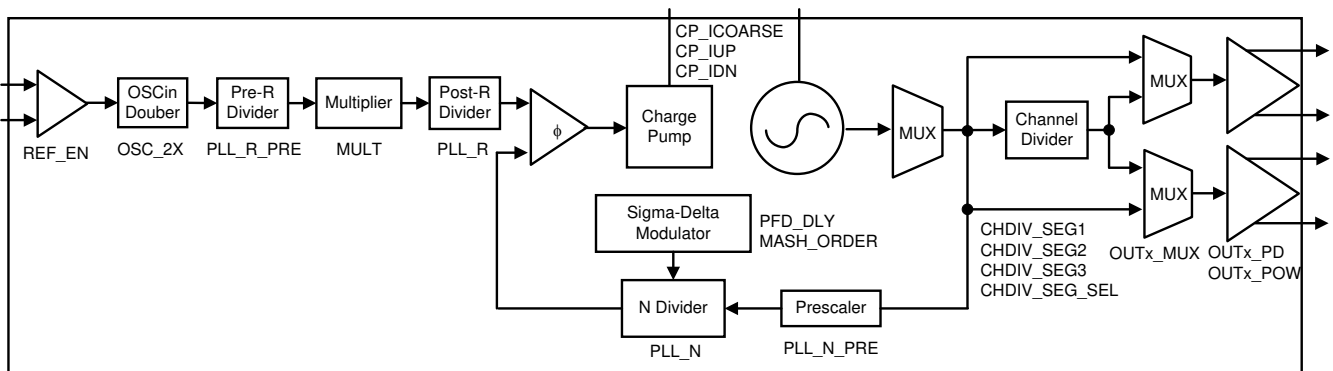 CP_ICOARSE
CP_IUP
CP_IDN
OSCin
Douber
Pre-R
Divider
Multiplier
Post-R
Divider
ϕ
Charge
Pump
MUX
Channel
Divider
MUX
MUX
REF_EN
OSC_2X
PLL_R_PRE
MULT
PLL_R
Sigma-Delta
Modulator
PFD_DLY
MASH_ORDER
CHDIV_SEG1
CHDIV_SEG2
CHDIV_SEG3
CHDIV_SEG_SEL
OUTx_MUX
OUTx_PD
OUTx_POW
N Divider
Prescaler
PLL_N
PLL_N_PRE